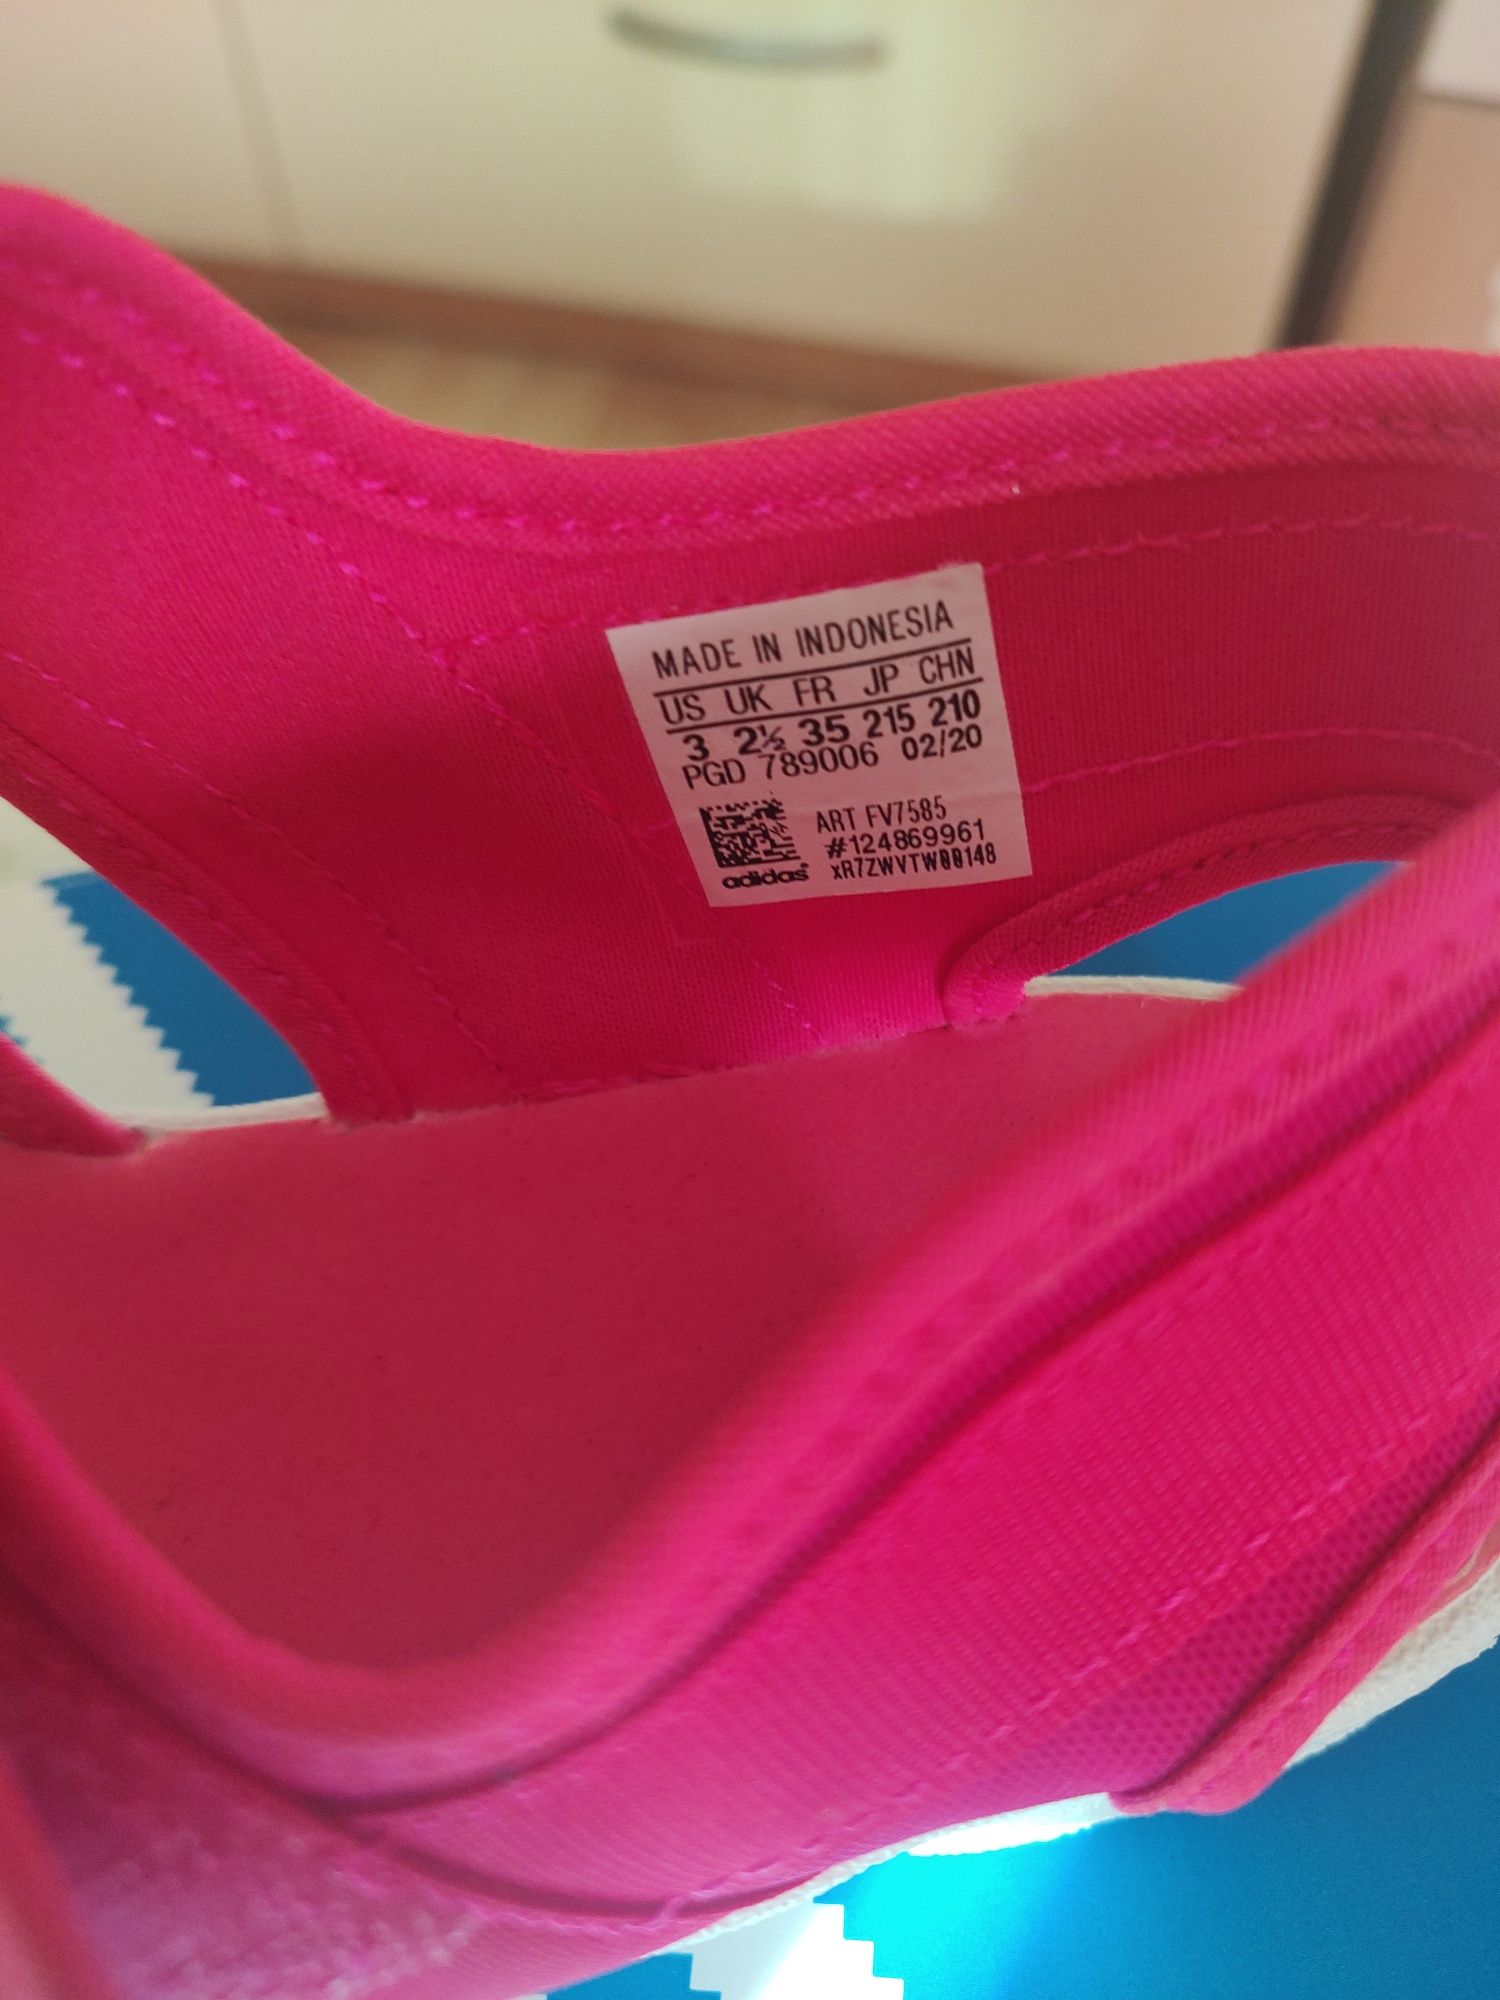 MADE IN INDONESIA
US UK FR JP CHN
3 2½ 35 215 210
PGD 789006 02/20
ART FV7585
#124869961
xR7ZWVTW00148
adidas